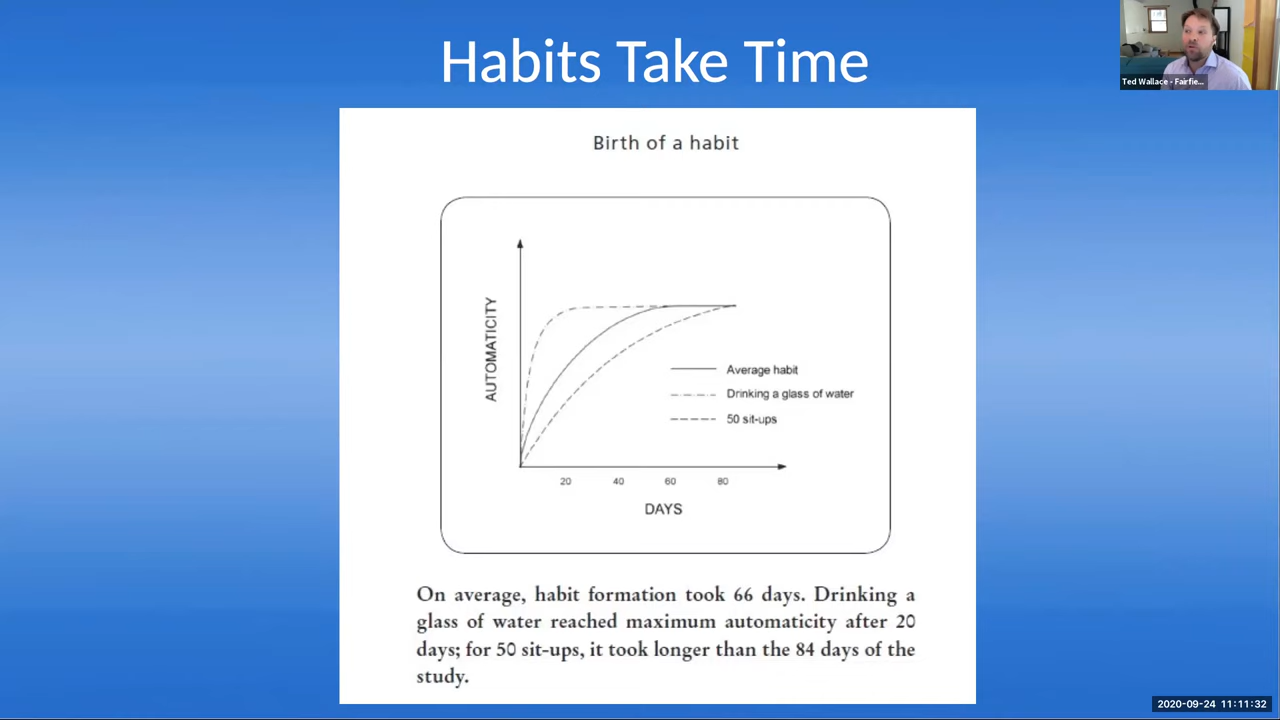 Habits Take Time
Ted Wallace - Fairfie...
Birth of a habit
AUTOMATICITY
Average habit
Drinking a glass of water
50 sit-ups
20 40 60 80
DAYS
On average, habit formation took 66 days. Drinking a
glass of water reached maximum automaticity after 20
days; for 50 sit-ups, it took longer than the 84 days of the
study.
2020-09-24 11:11:32